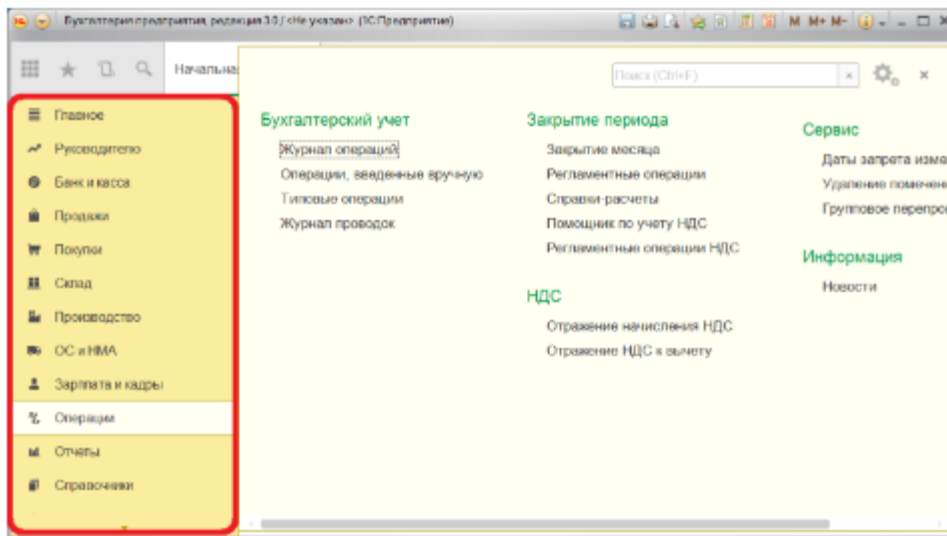 Бухгалтерия предприятия, редакция 3.0 / <Не указан> (1С:Предприятие)
M M+ M-
Начальна
Поиск (Ctrl+F)
Главное
Руководителю
Банк и касса
Продажи
Покупки
Склад
Производство
ОС и НМА
Зарплата и кадры
Операции
Отчеты
Справочники
Бухгалтерский учет
Журнал операций
Операции, введенные вручную
Типовые операции
Журнал проводок
Закрытие периода
Закрытие месяца
Регламентные операции
Справки-расчеты
Помощник по учету НДС
Регламентные операции НДС
НДС
Отражение начисления НДС
Отражение НДС к вычету
Сервис
Даты запрета изме
Удаление помечен
Групповое перепро
Информация
Новости